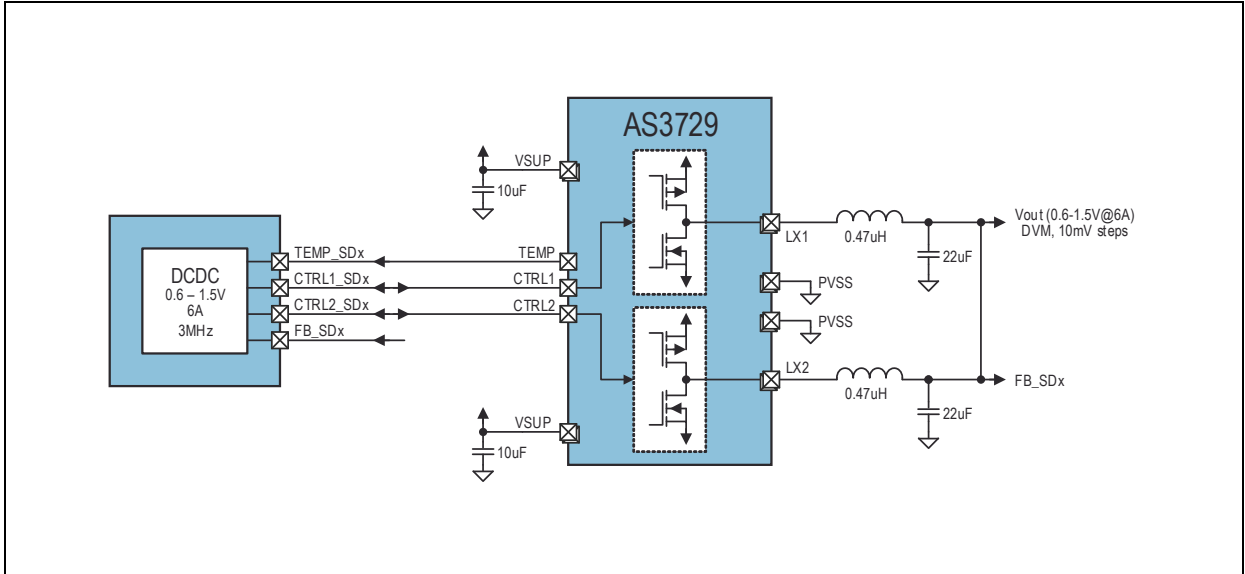 AS3729
VSUP
10uF
TEMP_SDx
CTRL1_SDx
CTRL2_SDx
FB_SDx
DCDC
0.6 – 1.5V
6A
3MHz
TEMP
CTRL1
CTRL2
VSUP
10uF
LX1
0.47uH
22uF
Vout (0.6-1.5V@6A)
DVM, 10mV steps
PVSS
PVSS
LX2
0.47uH
22uF
FB_SDx